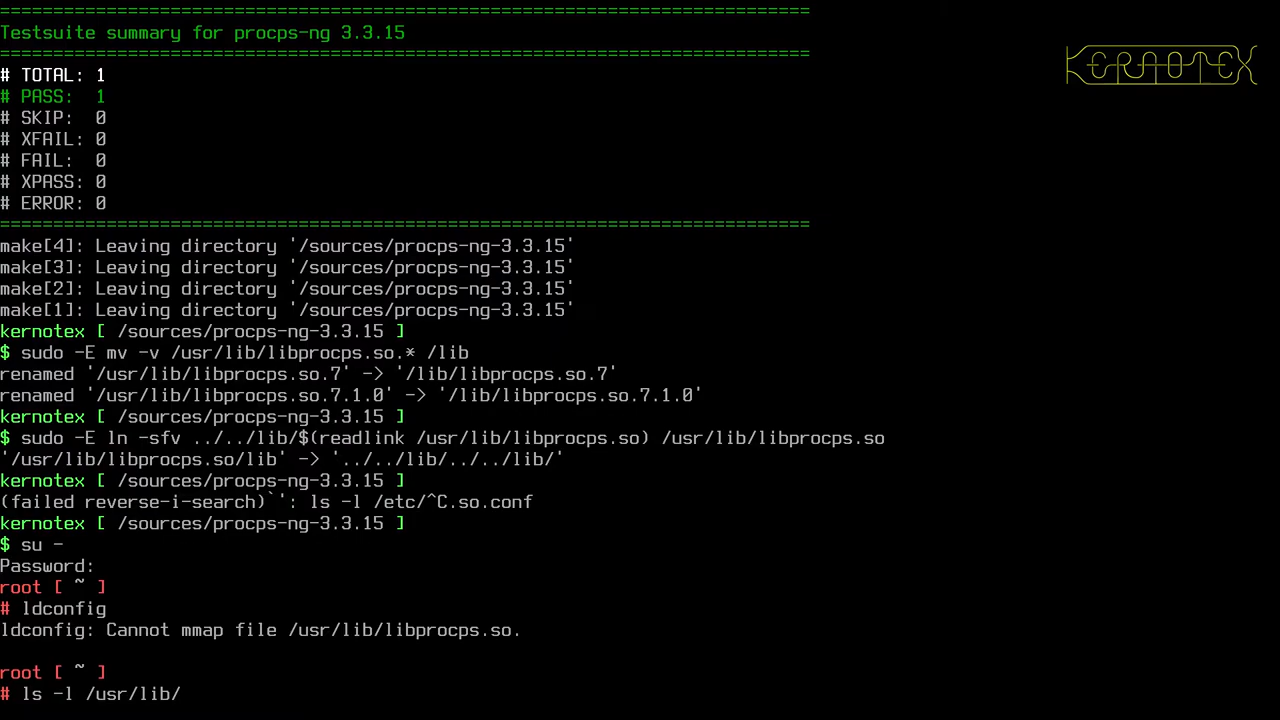 ============================================================================
Testsuite summary for procps-ng 3.3.15
============================================================================
# TOTAL: 1
# PASS:  1
# SKIP:  0
# XFAIL: 0
# FAIL:  0
# XPASS: 0
# ERROR: 0
============================================================================
make[4]: Leaving directory '/sources/procps-ng-3.3.15'
make[3]: Leaving directory '/sources/procps-ng-3.3.15'
make[2]: Leaving directory '/sources/procps-ng-3.3.15'
make[1]: Leaving directory '/sources/procps-ng-3.3.15'
kernotex [ /sources/procps-ng-3.3.15 ]
$ sudo -E mv -v /usr/lib/libprocps.so.* /lib
renamed '/usr/lib/libprocps.so.7' -> '/lib/libprocps.so.7'
renamed '/usr/lib/libprocps.so.7.1.0' -> '/lib/libprocps.so.7.1.0'
kernotex [ /sources/procps-ng-3.3.15 ]
$ sudo -E ln -sfv ../../lib/$(readlink /usr/lib/libprocps.so) /usr/lib/libprocps.so
'/usr/lib/libprocps.so/lib' -> '../../lib/../../lib/'
kernotex [ /sources/procps-ng-3.3.15 ]
(failed reverse-i-search)`': ls -l /etc/^C.so.conf
kernotex [ /sources/procps-ng-3.3.15 ]
$ su -
Password:
root [ ~ ]
# ldconfig
ldconfig: Cannot mmap file /usr/lib/libprocps.so.

root [ ~ ]
# ls -l /usr/lib/
KERNOTEX